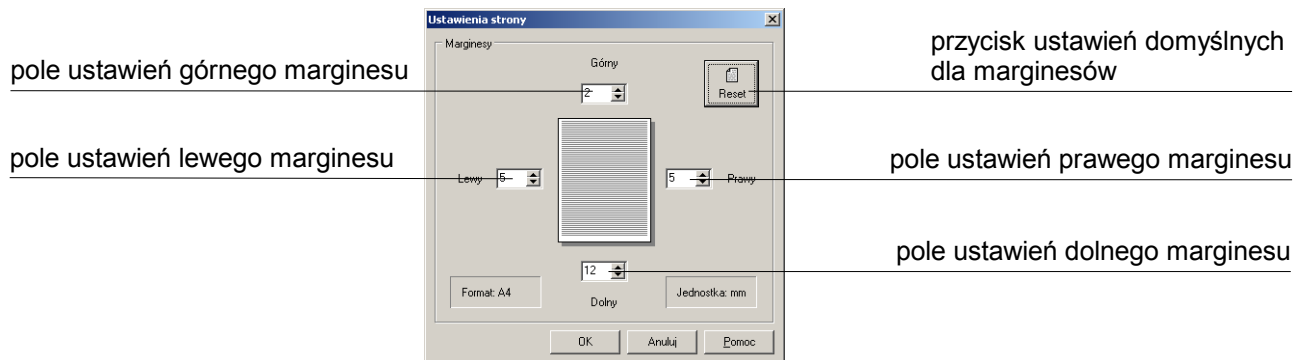 Ustawienia strony
Marginesy
pole ustawień górnego marginesu
Górny
2
Reset
przycisk ustawień domyślnych
dla marginesów
pole ustawień lewego marginesu
Lewy
5
5
Prawy
pole ustawień prawego marginesu
12
Dolny
pole ustawień dolnego marginesu
Format: A4
Jednostka: mm
OK
Anuluj
Pomoc